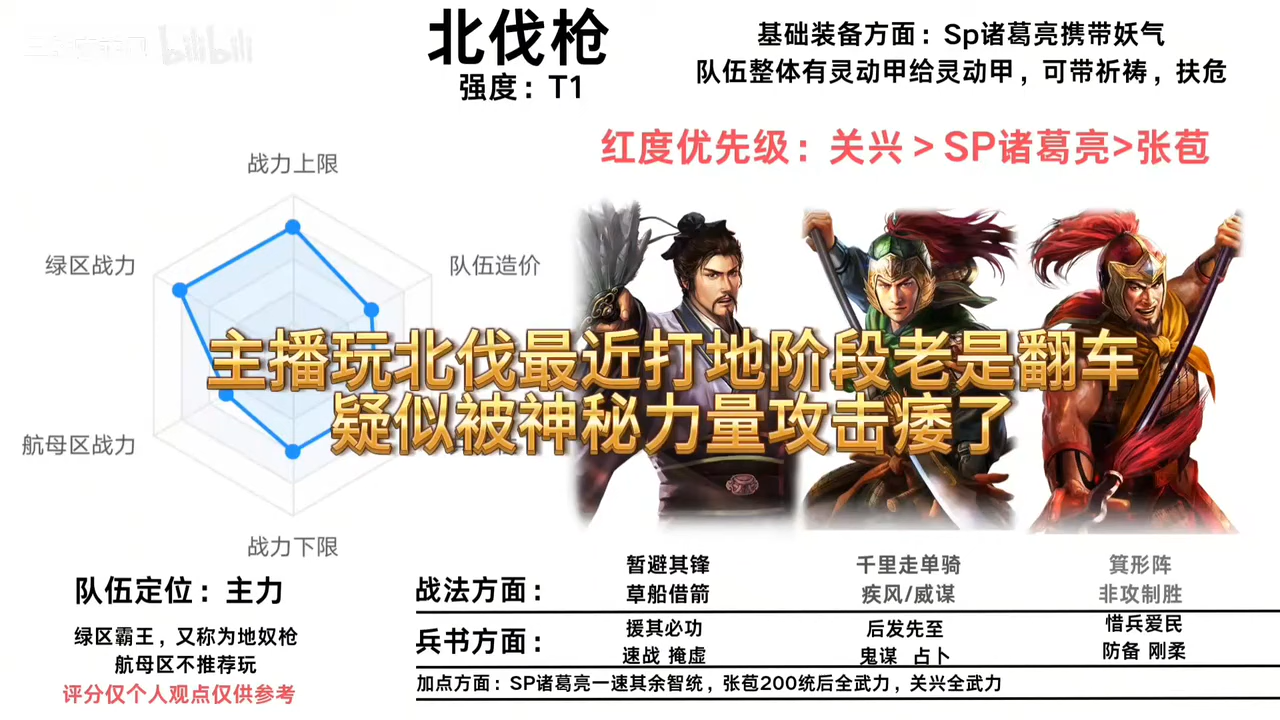 bilibili
北伐枪
强度：T1
基础装备方面：Sp诸葛亮携带妖气
队伍整体有灵动甲给灵动甲，可带祈祷，扶危
红度优先级：关兴 > SP诸葛亮>张苞
战力上限
绿区战力
队伍造价
航母区战力
战力下限
主播玩北伐最近打地阶段老是翻车
疑似被神秘力量攻击痿了
队伍定位：主力
绿区霸王，又称为地奴枪
航母区不推荐玩
评分仅个人观点仅供参考
战法方面：
暂避其锋
千里走单骑
箕形阵
草船借箭
疾风/威谋
非攻制胜
兵书方面：
援其必功
后发先至
惜兵爱民
速战 掩虚
鬼谋 占卜
防备 刚柔
加点方面：SP诸葛亮一速其余智统，张苞200统后全武力，关兴全武力